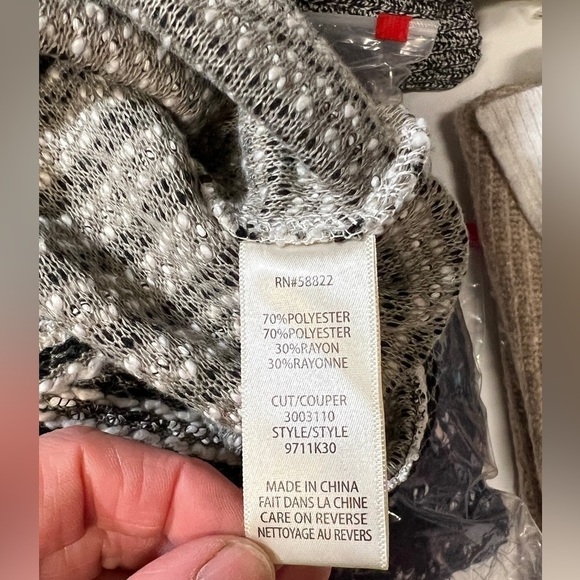 RN#58822
70%POLYESTER
70%POLYESTER
30%RAYON
30%RAYONNE
CUT/COUPER
3003110
STYLE/STYLE
9711K30
MADE IN CHINA
FAIT DANS LA CHINE
CARE ON REVERSE
NETTOYAGE AU REVERS